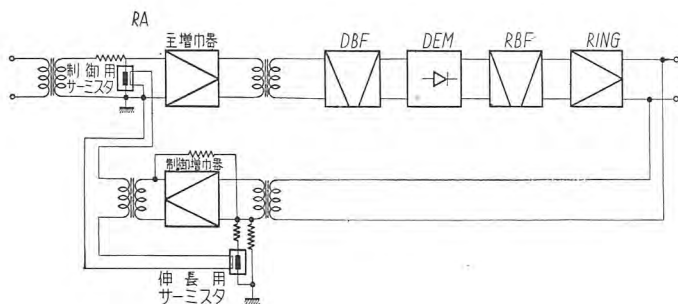 RA
主増巾器
DBF
DEM
RBF
RING
制御用
サーミスタ
制御増巾器
伸長用
サーミスタ